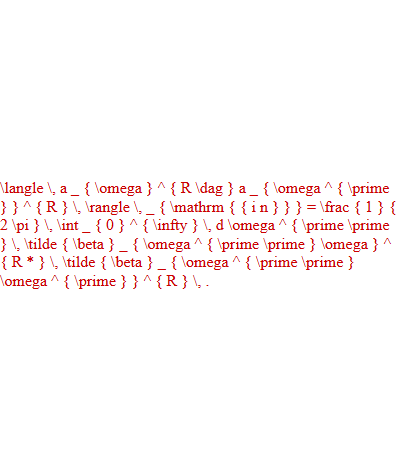 \langle \, a _ { \omega } ^ { R \dag } a _ { \omega ^ { \prime
} } ^ { R } \, \rangle \, _ { \mathrm { { i n } } } = \frac { 1 } {
2 \pi } \, \int _ { 0 } ^ { \infty } \, d \omega ^ { \prime \prime
} \, \tilde { \beta } _ { \omega ^ { \prime \prime } \omega } ^
{ R * } \, \tilde { \beta } _ { \omega ^ { \prime \prime }
\omega ^ { \prime } } ^ { R } \, .